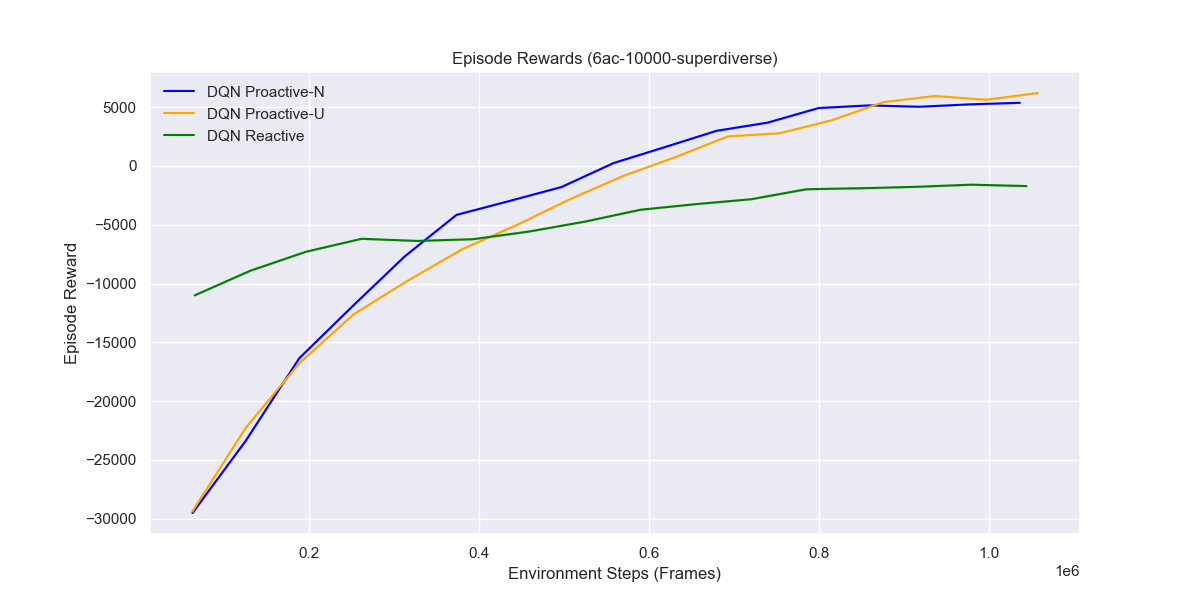 Episode Rewards (6ac-10000-superdiverse)
DQN Proactive-N
DQN Proactive-U
DQN Reactive
5000
0
−5000
−10000
−15000
−20000
−25000
−30000
Episode Reward
0.2 0.4 0.6 0.8 1.0
1e6
Environment Steps (Frames)